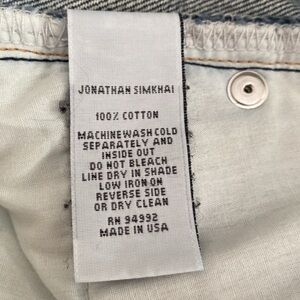 JONATHAN SIMKHAI
100% COTTON
MACHINE WASH COLD
SEPARATELY AND
INSIDE OUT
DO NOT BLEACH
LINE DRY IN SHADE
LOW IRON ON
REVERSE SIDE
OR DRY CLEAN
RN 94992
MADE IN USA